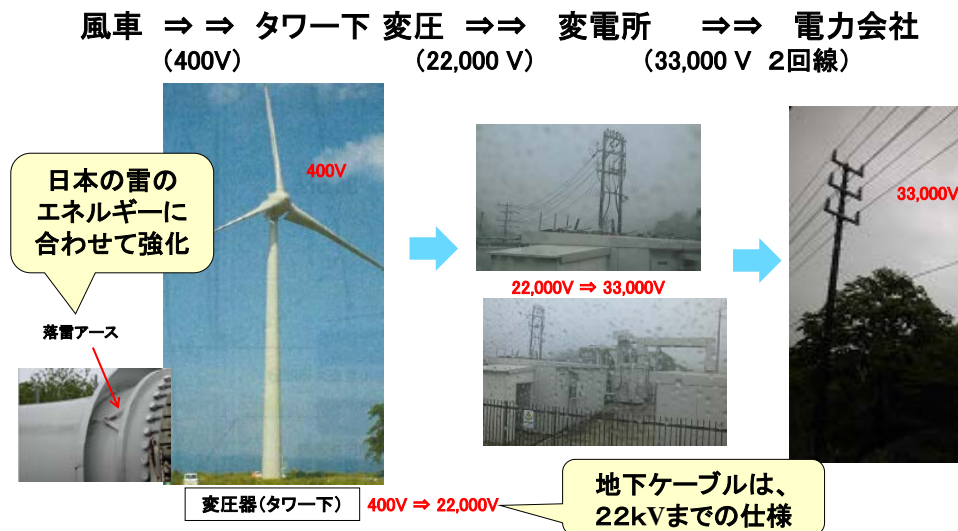 風車 ⇒ ⇒ タワー下 変圧 ⇒⇒ 変電所 ⇒⇒ 電力会社
(400V) (22,000 V) (33,000 V 2回線)
400V
日本の雷の
エネルギーに
合わせて強化
33,000V
22,000V ⇒ 33,000V
落雷アース
変圧器(タワー下) 400V ⇒ 22,000V
地下ケーブルは、
22kVまでの仕様